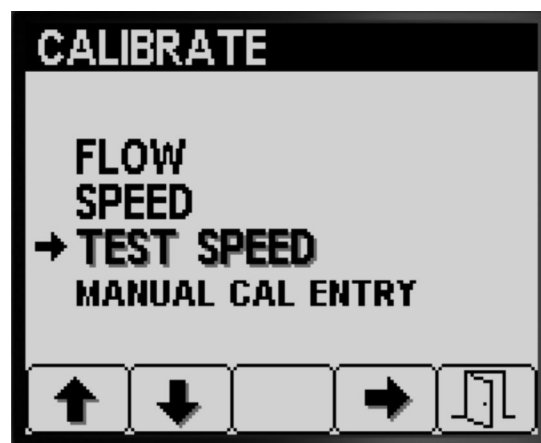 CALIBRATE
FLOW
SPEED
TEST SPEED
MANUAL CAL ENTRY